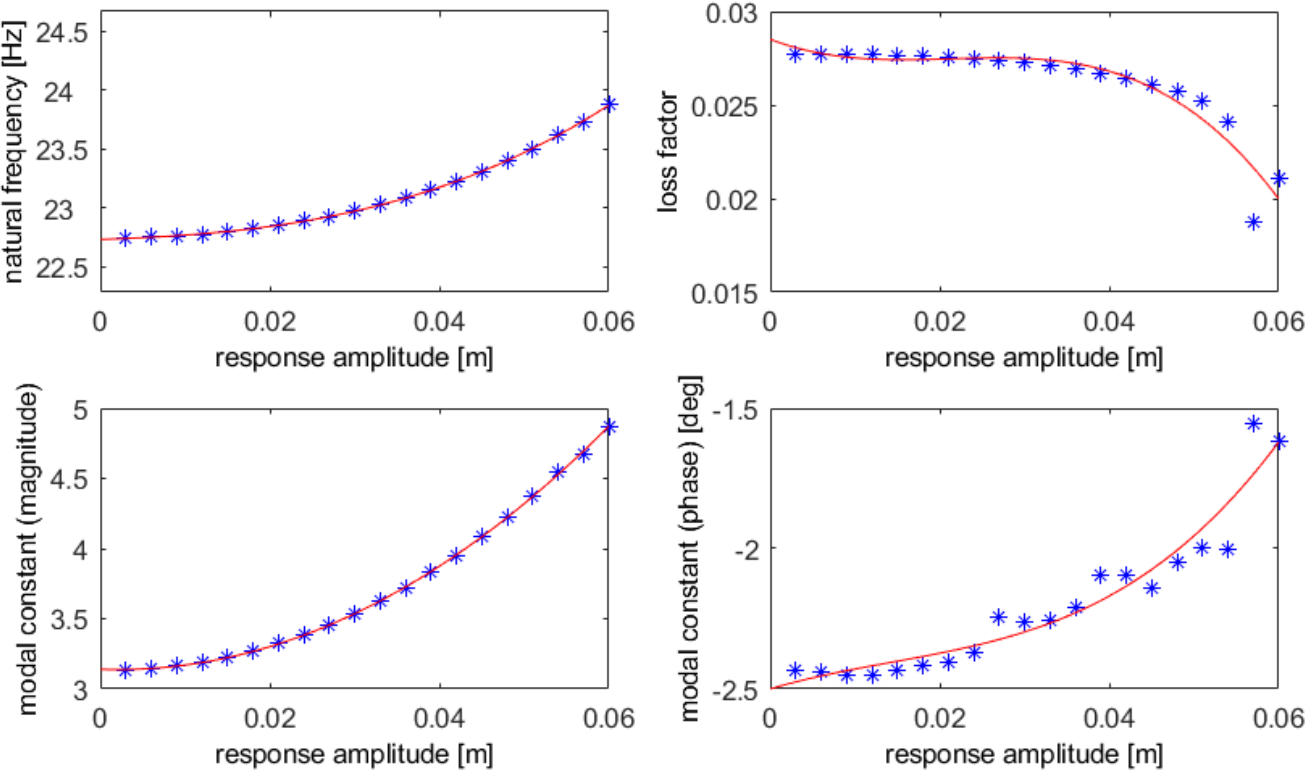 natural frequency [Hz]
24.5
24
23.5
23
22.5
0 0.02 0.04 0.06
response amplitude [m]
loss factor
0.03
0.025
0.02
0.015
0 0.02 0.04 0.06
response amplitude [m]
modal constant (magnitude)
5
4.5
4
3.5
3
0 0.02 0.04 0.06
response amplitude [m]
modal constant (phase) [deg]
-1.5
-2
-2.5
0 0.02 0.04 0.06
response amplitude [m]